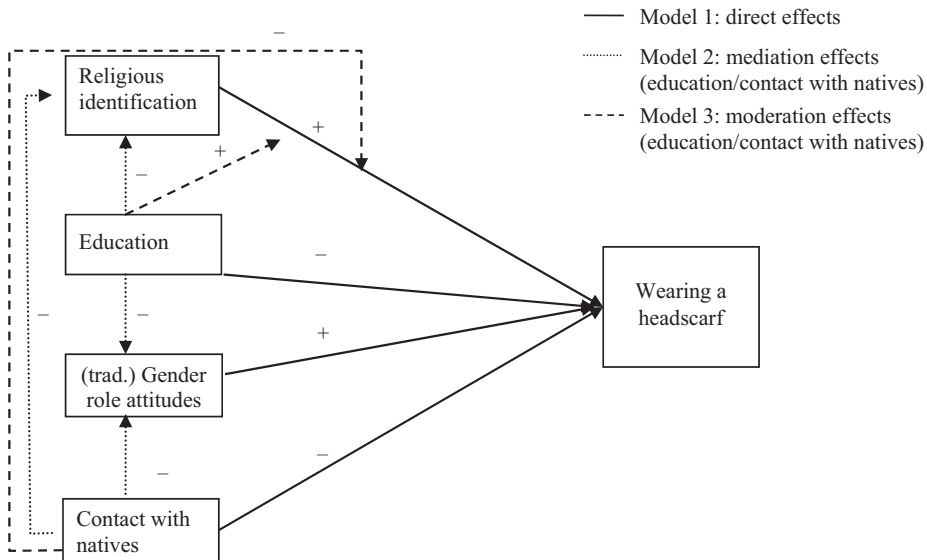 –
Model 1: direct effects
Model 2: mediation effects
(education/contact with natives)
Model 3: moderation effects
(education/contact with natives)
Religious
identification
+
+
–
Education
–
–
–
+
(trad.) Gender
role attitudes
Wearing a
headscarf
–
–
Contact with
natives